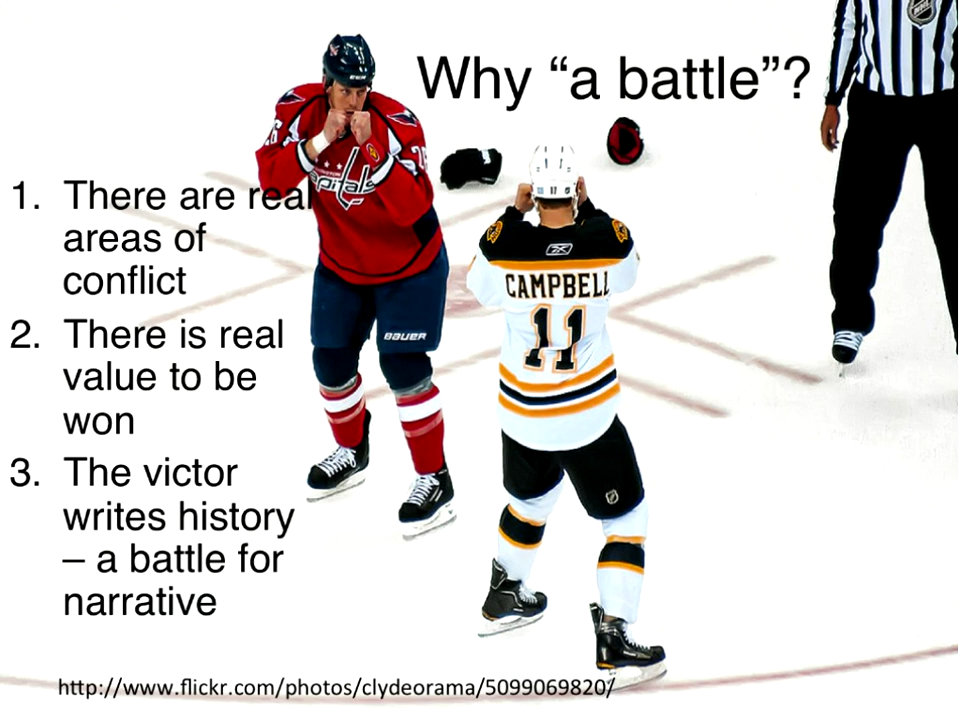 Why “a battle”?
1. There are real
areas of
conflict
2. There is real
value to be
won
3. The victor
writes history
– a battle for
narrative
capitals
26
BAUER
CAMPBELL
11
http://www.flickr.com/photos/clydeorama/5099069820/